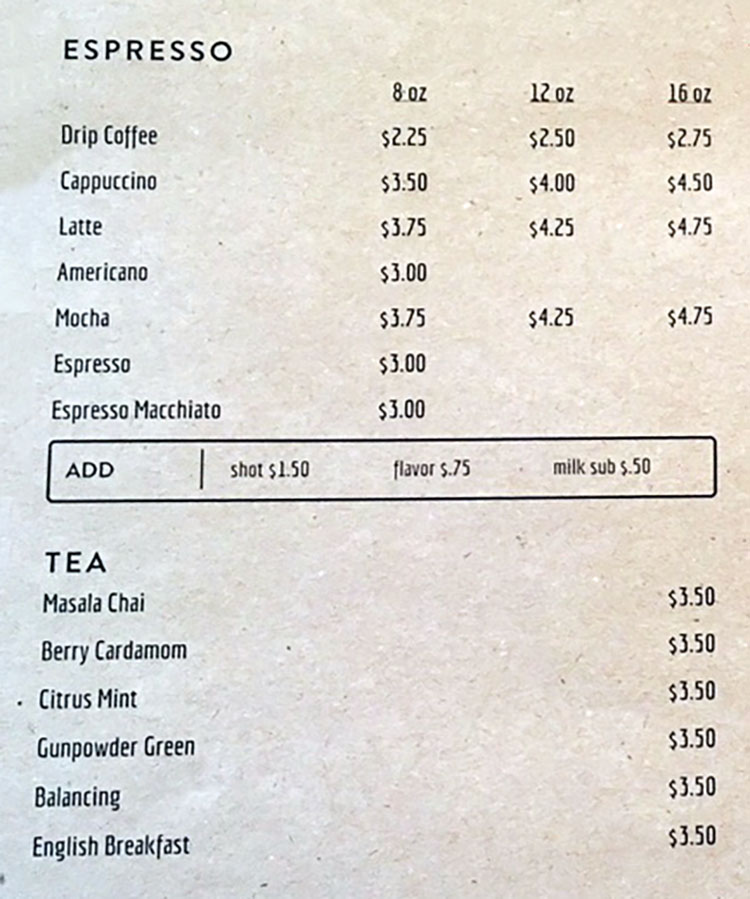 ESPRESSO
8 oz 12 oz 16 oz
Drip Coffee $2.25 $2.50 $2.75
Cappuccino $3.50 $4.00 $4.50
Latte $3.75 $4.25 $4.75
Americano $3.00
Mocha $3.75 $4.25 $4.75
Espresso $3.00
Espresso Macchiato $3.00
ADD | shot $1.50 flavor $.75 milk sub $.50
TEA
Masala Chai $3.50
Berry Cardamom $3.50
Citrus Mint $3.50
Gunpowder Green $3.50
Balancing $3.50
English Breakfast $3.50